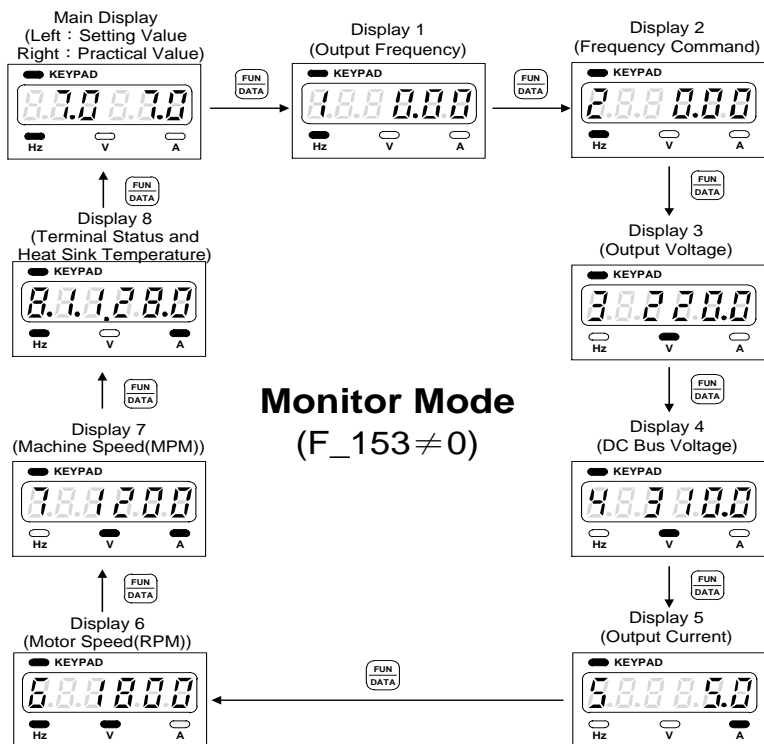 Main Display
(Left：Setting Value
Right：Practical Value)
KEYPAD
7.0 7.0
Hz V A
FUN
DATA
Display 1
(Output Frequency)
KEYPAD
1 0.00
Hz V A
FUN
DATA
Display 2
(Frequency Command)
KEYPAD
2 0.00
Hz V A
FUN
DATA
Display 3
(Output Voltage)
KEYPAD
3 220.0
Hz V A
FUN
DATA
Display 4
(DC Bus Voltage)
KEYPAD
4 310.0
Hz V A
FUN
DATA
Display 5
(Output Current)
KEYPAD
5 5.0
Hz V A
FUN
DATA
Display 6
(Motor Speed(RPM))
KEYPAD
6 1800
Hz V A
FUN
DATA
Display 7
(Machine Speed(MPM))
KEYPAD
7 1200
Hz V A
FUN
DATA
Display 8
(Terminal Status and
Heat Sink Temperature)
KEYPAD
8.1.1.28.0
Hz V A
FUN
DATA
Monitor Mode
(F_153≠0)